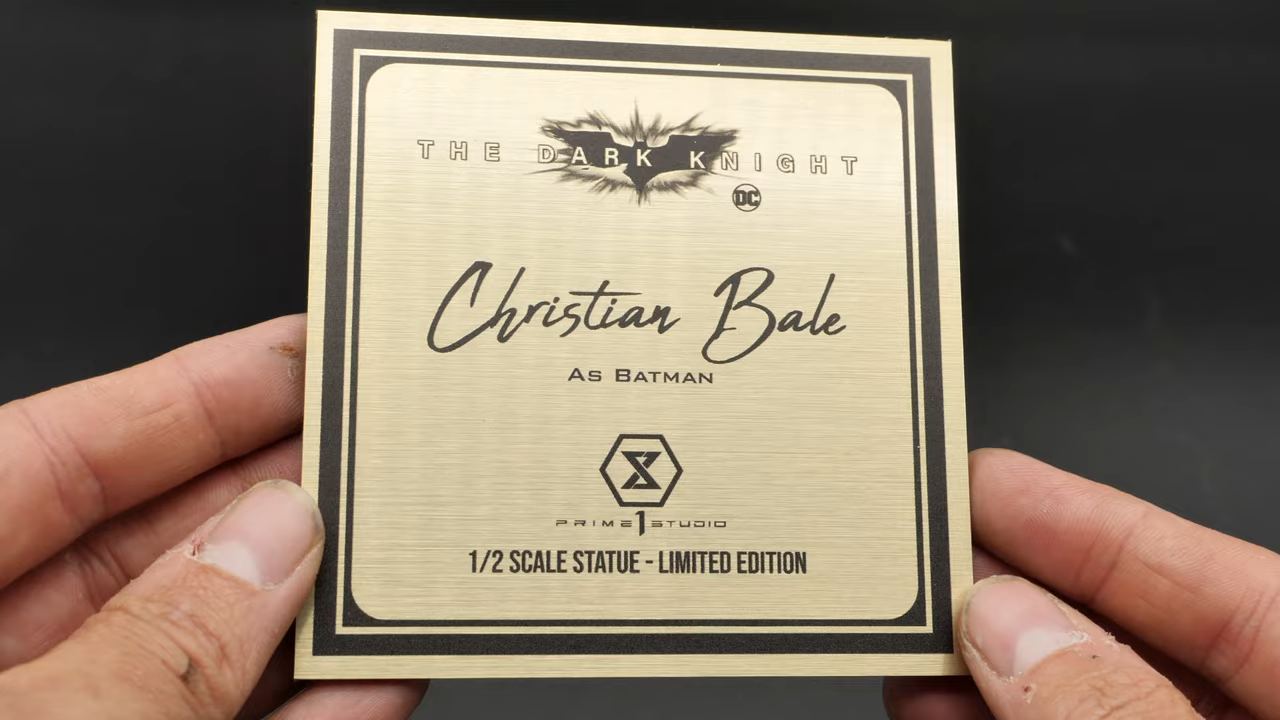 THE DARK KNIGHT
DC
Christian Bale
As Batman
PRIME 1 STUDIO
1/2 SCALE STATUE - LIMITED EDITION